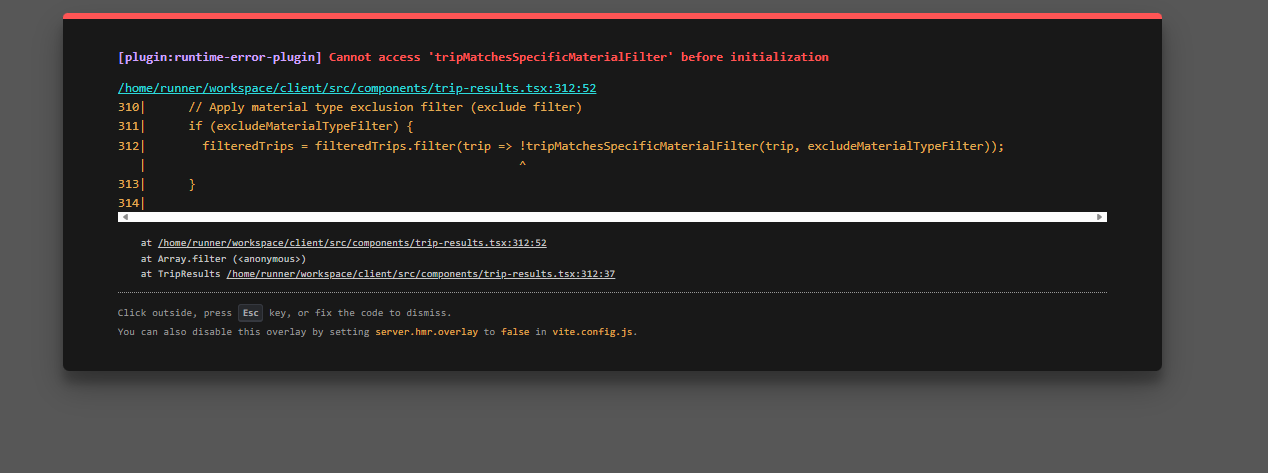 [plugin:runtime-error-plugin] Cannot access 'tripMatchesSpecificMaterialFilter' before initialization
/home/runner/workspace/client/src/components/trip-results.tsx:312:52
310|      // Apply material type exclusion filter (exclude filter)
311|      if (excludeMaterialTypeFilter) {
312|        filteredTrips = filteredTrips.filter(trip => !tripMatchesSpecificMaterialFilter(trip, excludeMaterialTypeFilter));
   |                                                     ^
313|      }
314|
at /home/runner/workspace/client/src/components/trip-results.tsx:312:52
at Array.filter (<anonymous>)
at TripResults /home/runner/workspace/client/src/components/trip-results.tsx:312:37
Click outside, press Esc key, or fix the code to dismiss.
You can also disable this overlay by setting server.hmr.overlay to false in vite.config.js.